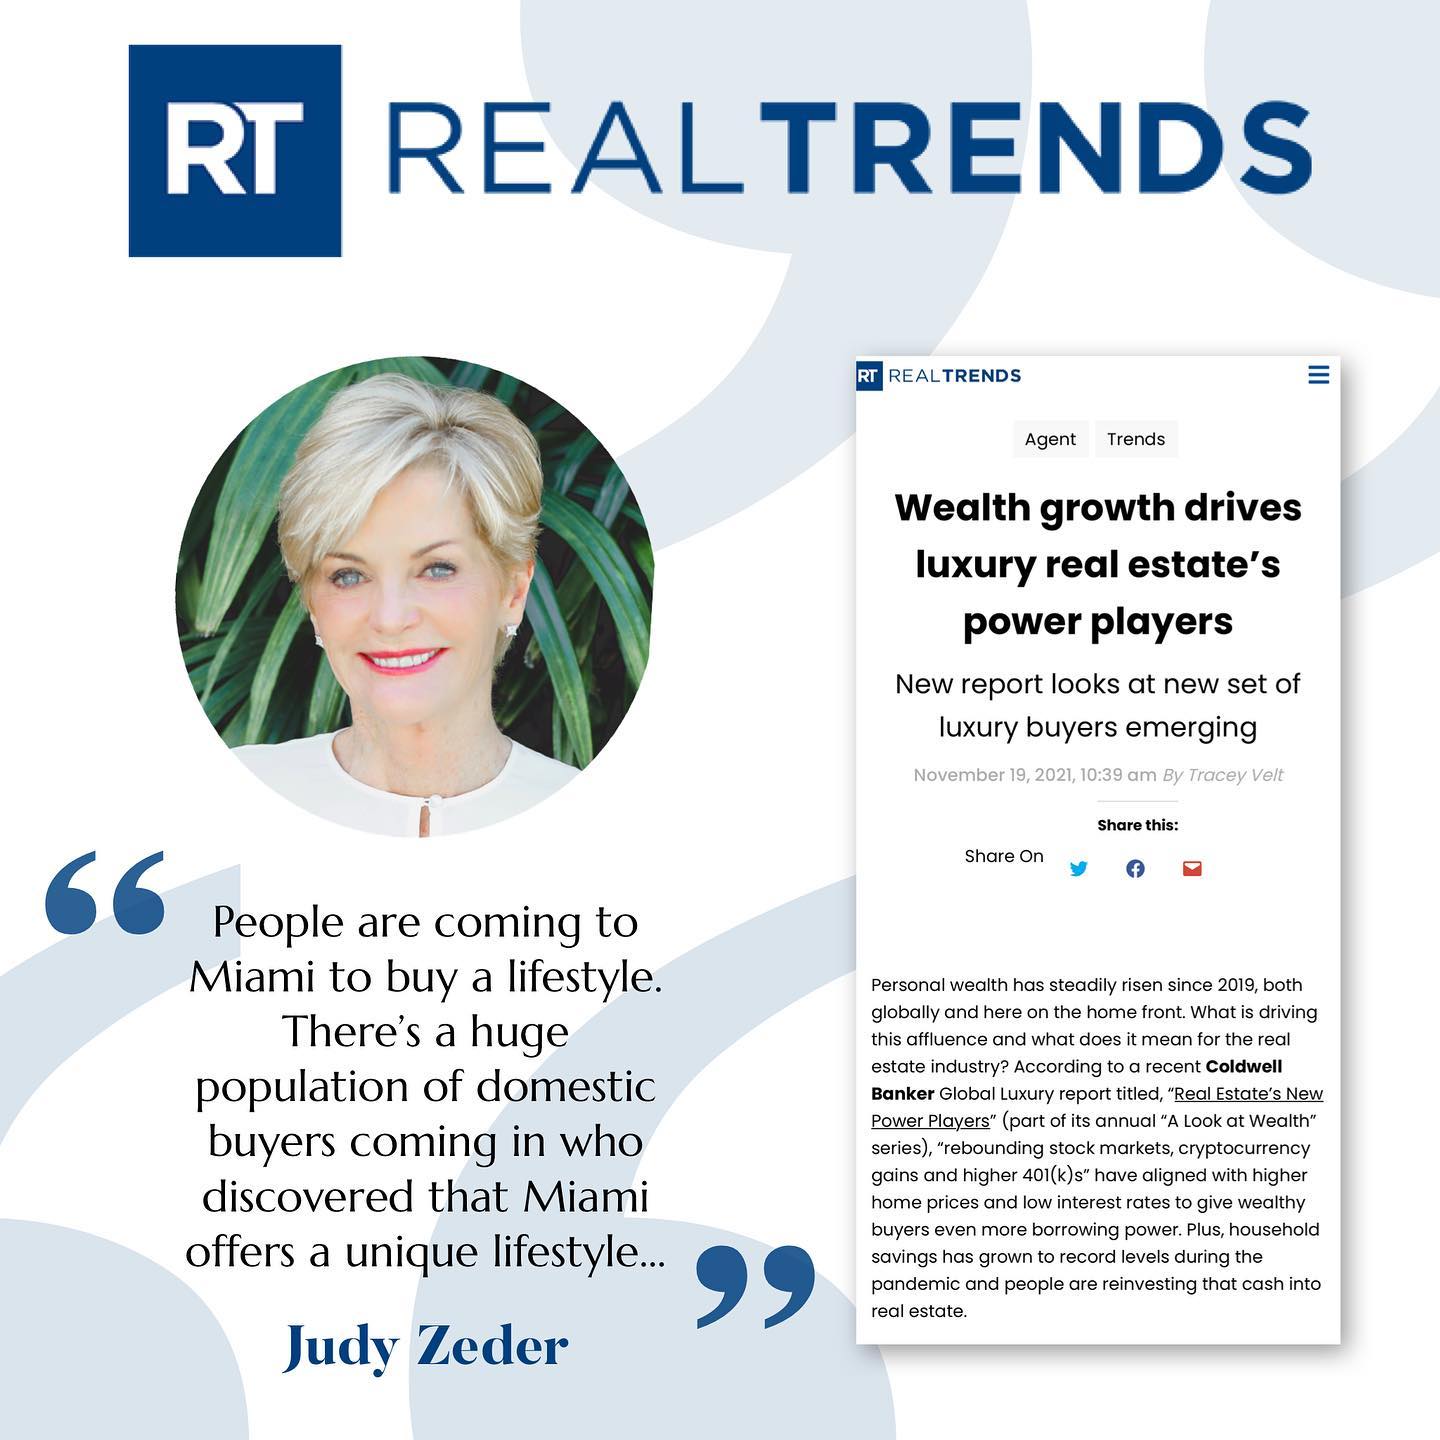 RT REALTRENDS
“People are coming to
Miami to buy a lifestyle.
There’s a huge
population of domestic
buyers coming in who
discovered that Miami
offers a unique lifestyle...”
Judy Zeder
RT REALTRENDS
Agent Trends
Wealth growth drives
luxury real estate’s
power players
New report looks at new set of
luxury buyers emerging
November 19, 2021, 10:39 am By Tracey Velt
Share this:
Share On
Personal wealth has steadily risen since 2019, both
globally and here on the home front. What is driving
this affluence and what does it mean for the real
estate industry? According to a recent Coldwell
Banker Global Luxury report titled, “Real Estate’s New
Power Players” (part of its annual “A Look at Wealth”
series), “rebounding stock markets, cryptocurrency
gains and higher 401(k)s” have aligned with higher
home prices and low interest rates to give wealthy
buyers even more borrowing power. Plus, household
savings has grown to record levels during the
pandemic and people are reinvesting that cash into
real estate.